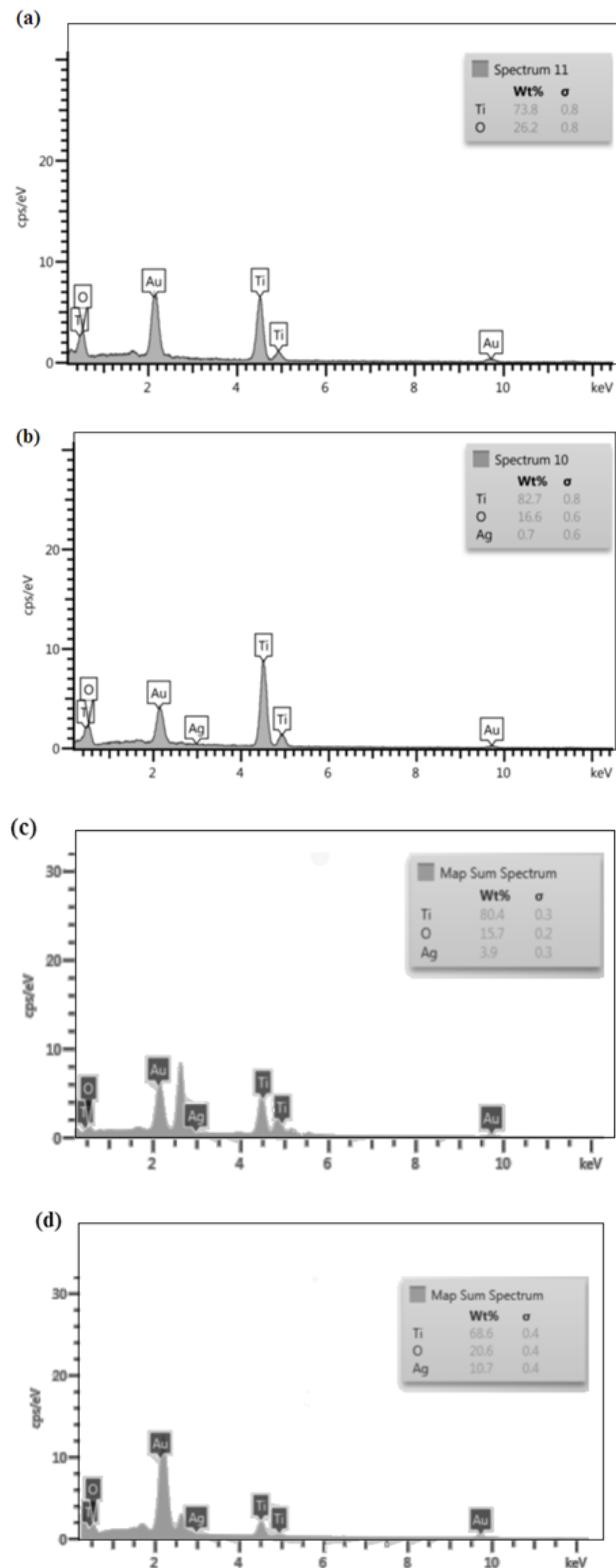 (a)
Spectrum 11
Wt% σ
Ti 73.8 0.8
O 26.2 0.8
cps/eV
20
10
0
O
T
Au
Ti
Ti
Au
2 4 6 8 10 keV
(b)
Spectrum 10
Wt% σ
Ti 82.7 0.8
O 16.6 0.6
Ag 0.7 0.6
cps/eV
20
10
0
O
T
Au
Ag
Ti
Ti
Au
2 4 6 8 10 keV
(c)
Map Sum Spectrum
Wt% σ
Ti 80.4 0.3
O 15.7 0.2
Ag 3.9 0.3
cps/eV
30
20
10
0
O
T
Au
Ag
Ti
Ti
Au
2 4 6 8 10 keV
(d)
Map Sum Spectrum
Wt% σ
Ti 68.6 0.4
O 20.6 0.4
Ag 10.7 0.4
cps/eV
30
20
10
0
O
T
Au
Ag
Ti
Ti
Au
2 4 6 8 10 keV